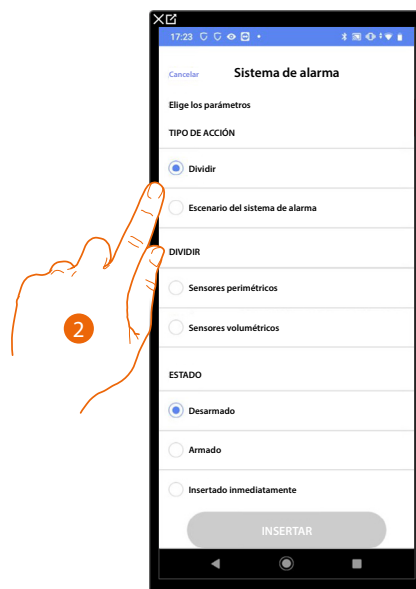 17:23
Cancelar Sistema de alarma
Elige los parámetros
TIPO DE ACCIÓN
Dividir
Escenario del sistema de alarma
DIVIDIR
Sensores perimétricos
Sensores volumétricos
2
ESTADO
Desarmado
Armado
Insertado inmediatamente
INSERTAR